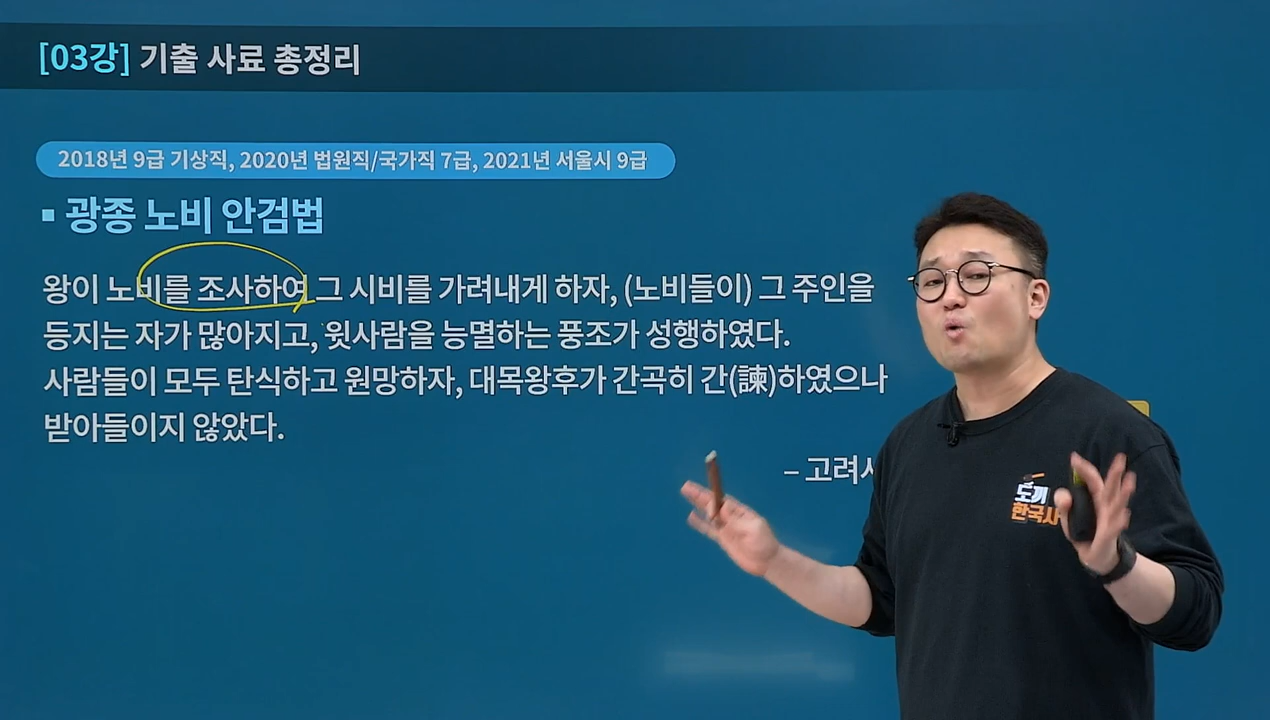 [03강] 기출 사료 총정리
2018년 9급 기상직, 2020년 법원직/국가직 7급, 2021년 서울시 9급
▪ 광종 노비 안검법
왕이 노비를 조사하여 그 시비를 가려내게 하자, (노비들이) 그 주인을
등지는 자가 많아지고, 윗사람을 능멸하는 풍조가 성행하였다.
사람들이 모두 탄식하고 원망하자, 대목왕후가 간곡히 간(諫)하였으나
받아들이지 않았다.
– 고려사
도끼
한국사